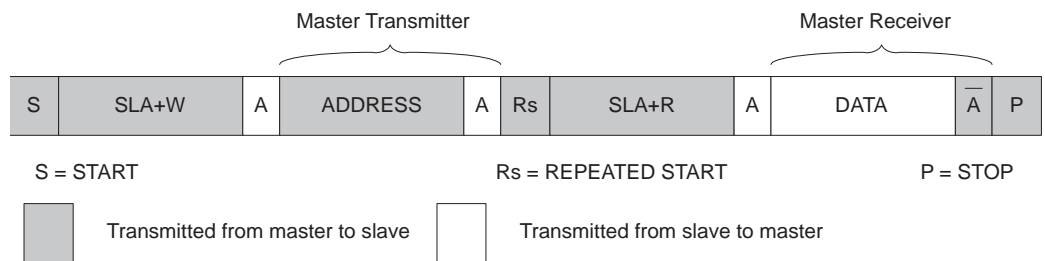 Master Transmitter Master Receiver
S SLA+W A ADDRESS A Rs SLA+R A DATA A̅ P
S = START Rs = REPEATED START P = STOP
Transmitted from master to slave Transmitted from slave to master